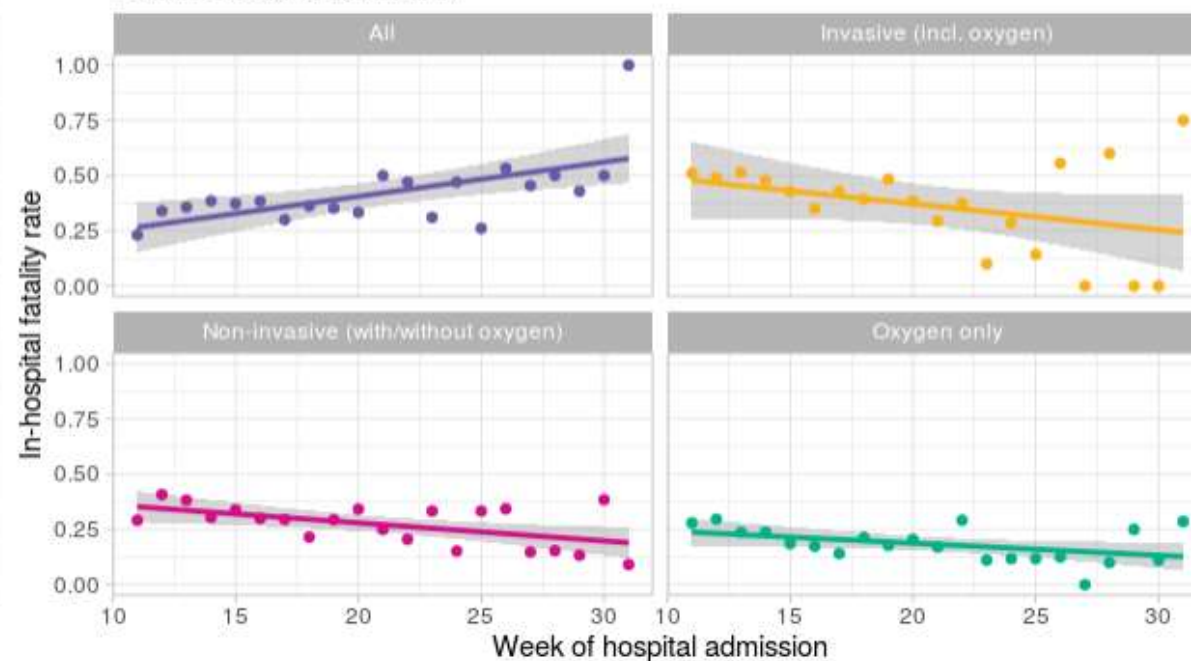 All
Invasive (incl. oxygen)
1.00
0.75
0.50
0.25
0.00
In-hospital fatality rate
Non-invasive (with/without oxygen)
Oxygen only
1.00
0.75
0.50
0.25
0.00
10 15 20 25 30 10 15 20 25 30
Week of hospital admission